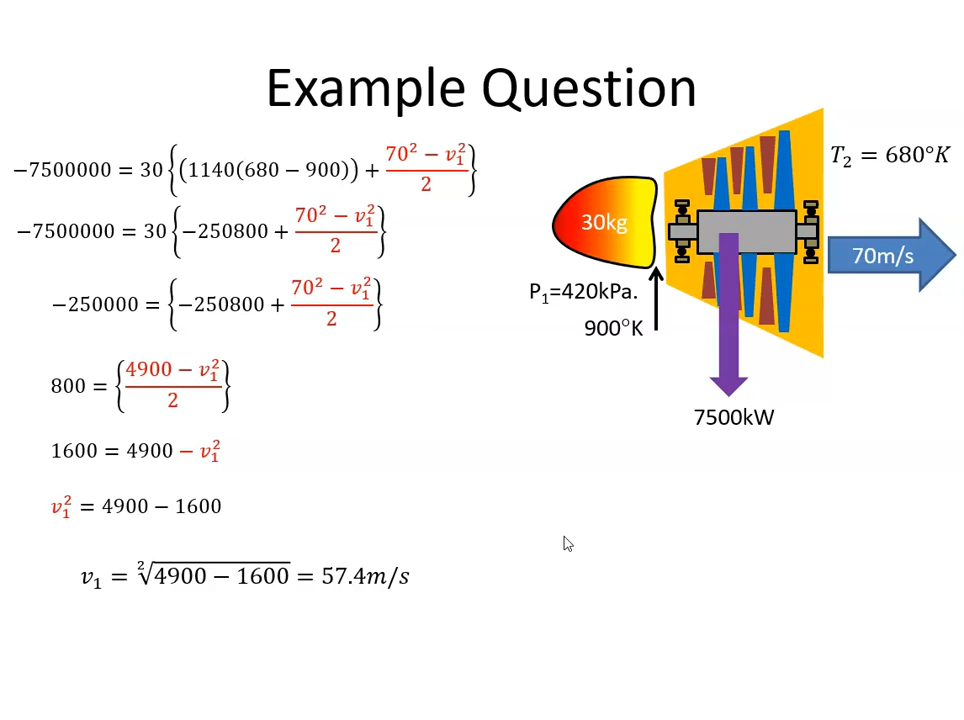 Example Question
−7500000 = 30 {(1140(680 − 900)) + (70² − v₁²)/2}
−7500000 = 30 {−250800 + (70² − v₁²)/2}
−250000 = {−250800 + (70² − v₁²)/2}
800 = {(4900 − v₁²)/2}
1600 = 4900 − v₁²
v₁² = 4900 − 1600
v₁ = ²√(4900 − 1600) = 57.4m/s
T₂ = 680°K
30kg
70m/s
P₁=420kPa.
900°K
7500kW